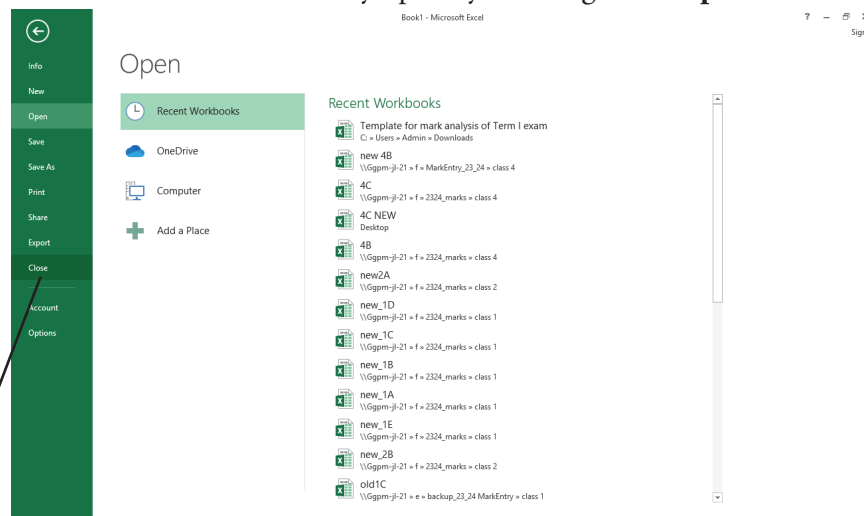 Book1 - Microsoft Excel
?
Sign
Info
New
Open
Save
Save As
Print
Share
Export
Close
Account
Options
Open
Recent Workbooks
OneDrive
Computer
Add a Place
Recent Workbooks
Template for mark analysis of Term I exam
C: » Users » Admin » Downloads
new 4B
\\Ggpm-jl-21 » f » MarkEntry_23_24 » class 4
4C
\\Ggpm-jl-21 » f » 2324_marks » class 4
4C NEW
Desktop
4B
\\Ggpm-jl-21 » f » 2324_marks » class 4
new2A
\\Ggpm-jl-21 » f » 2324_marks » class 2
new_1D
\\Ggpm-jl-21 » f » 2324_marks » class 1
new_1C
\\Ggpm-jl-21 » f » 2324_marks » class 1
new_1B
\\Ggpm-jl-21 » f » 2324_marks » class 1
new_1A
\\Ggpm-jl-21 » f » 2324_marks » class 1
new_1E
\\Ggpm-jl-21 » f » 2324_marks » class 1
new_2B
\\Ggpm-jl-21 » f » 2324_marks » class 2
old1C
\\Ggpm-jl-21 » e » backup_23_24 MarkEntry » class 1